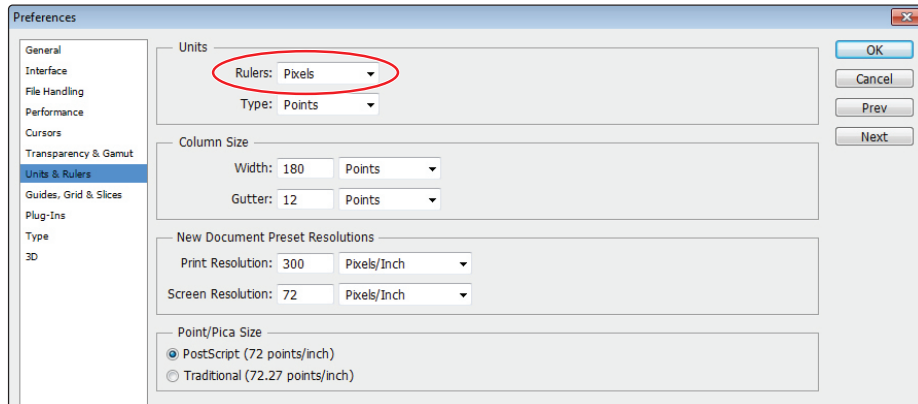 Preferences
General
Interface
File Handling
Performance
Cursors
Transparency & Gamut
Units & Rulers
Guides, Grid & Slices
Plug-Ins
Type
3D
Units
Rulers: Pixels
Type: Points
Column Size
Width: 180 Points
Gutter: 12 Points
New Document Preset Resolutions
Print Resolution: 300 Pixels/Inch
Screen Resolution: 72 Pixels/Inch
Point/Pica Size
PostScript (72 points/inch)
Traditional (72.27 points/inch)
OK
Cancel
Prev
Next